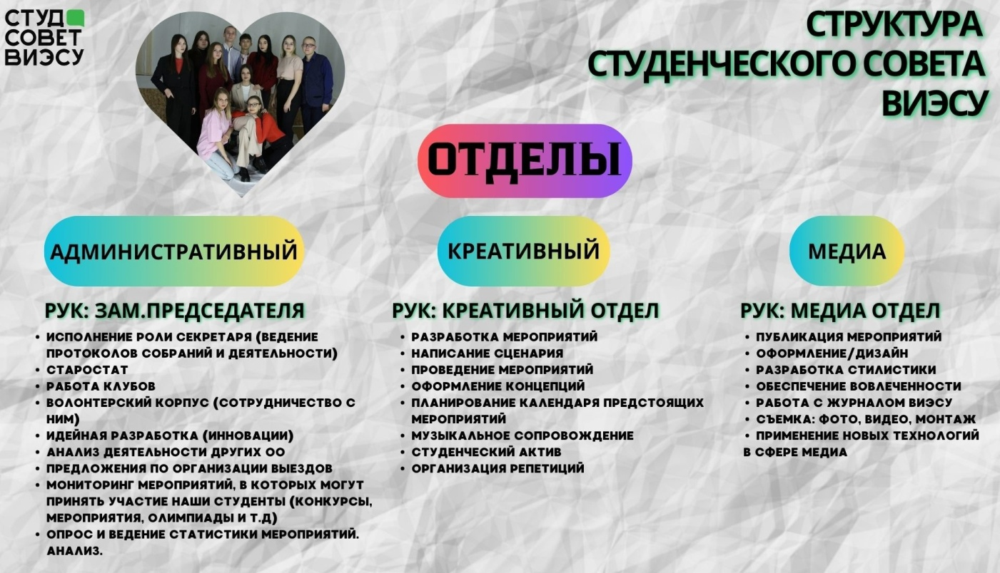 СТУД
СОВЕТ
ВИЭСУ
СТРУКТУРА
СТУДЕНЧЕСКОГО СОВЕТА
ВИЭСУ
ОТДЕЛЫ
АДМИНИСТРАТИВНЫЙ
РУК: ЗАМ.ПРЕДСЕДАТЕЛЯ
• ИСПОЛНЕНИЕ РОЛИ СЕКРЕТАРЯ (ВЕДЕНИЕ
ПРОТОКОЛОВ СОБРАНИЙ И ДЕЯТЕЛЬНОСТИ)
• СТАРОСТАТ
• РАБОТА КЛУБОВ
• ВОЛОНТЕРСКИЙ КОРПУС (СОТРУДНИЧЕСТВО С
НИМ)
• ИДЕЙНАЯ РАЗРАБОТКА (ИННОВАЦИИ)
• АНАЛИЗ ДЕЯТЕЛЬНОСТИ ДРУГИХ ОО
• ПРЕДЛОЖЕНИЯ ПО ОРГАНИЗАЦИИ ВЫЕЗДОВ
• МОНИТОРИНГ МЕРОПРИЯТИЙ, В КОТОРЫХ МОГУТ
ПРИНЯТЬ УЧАСТИЕ НАШИ СТУДЕНТЫ (КОНКУРСЫ,
МЕРОПРИЯТИЯ, ОЛИМПИАДЫ И Т.Д)
• ОПРОС И ВЕДЕНИЕ СТАТИСТИКИ МЕРОПРИЯТИЙ.
АНАЛИЗ.
КРЕАТИВНЫЙ
РУК: КРЕАТИВНЫЙ ОТДЕЛ
• РАЗРАБОТКА МЕРОПРИЯТИЙ
• НАПИСАНИЕ СЦЕНАРИЯ
• ПРОВЕДЕНИЕ МЕРОПРИЯТИЙ
• ОФОРМЛЕНИЕ КОНЦЕПЦИЙ
• ПЛАНИРОВАНИЕ КАЛЕНДАРЯ ПРЕДСТОЯЩИХ
МЕРОПРИЯТИЙ
• МУЗЫКАЛЬНОЕ СОПРОВОЖДЕНИЕ
• СТУДЕНЧЕСКИЙ АКТИВ
• ОРГАНИЗАЦИЯ РЕПЕТИЦИЙ
МЕДИА
РУК: МЕДИА ОТДЕЛ
• ПУБЛИКАЦИЯ МЕРОПРИЯТИЙ
• ОФОРМЛЕНИЕ/ДИЗАЙН
• РАЗРАБОТКА СТИЛИСТИКИ
• ОБЕСПЕЧЕНИЕ ВОВЛЕЧЕННОСТИ
• РАБОТА С ЖУРНАЛОМ ВИЭСУ
• СЪЕМКА: ФОТО, ВИДЕО, МОНТАЖ
• ПРИМЕНЕНИЕ НОВЫХ ТЕХНОЛОГИЙ
В СФЕРЕ МЕДИА